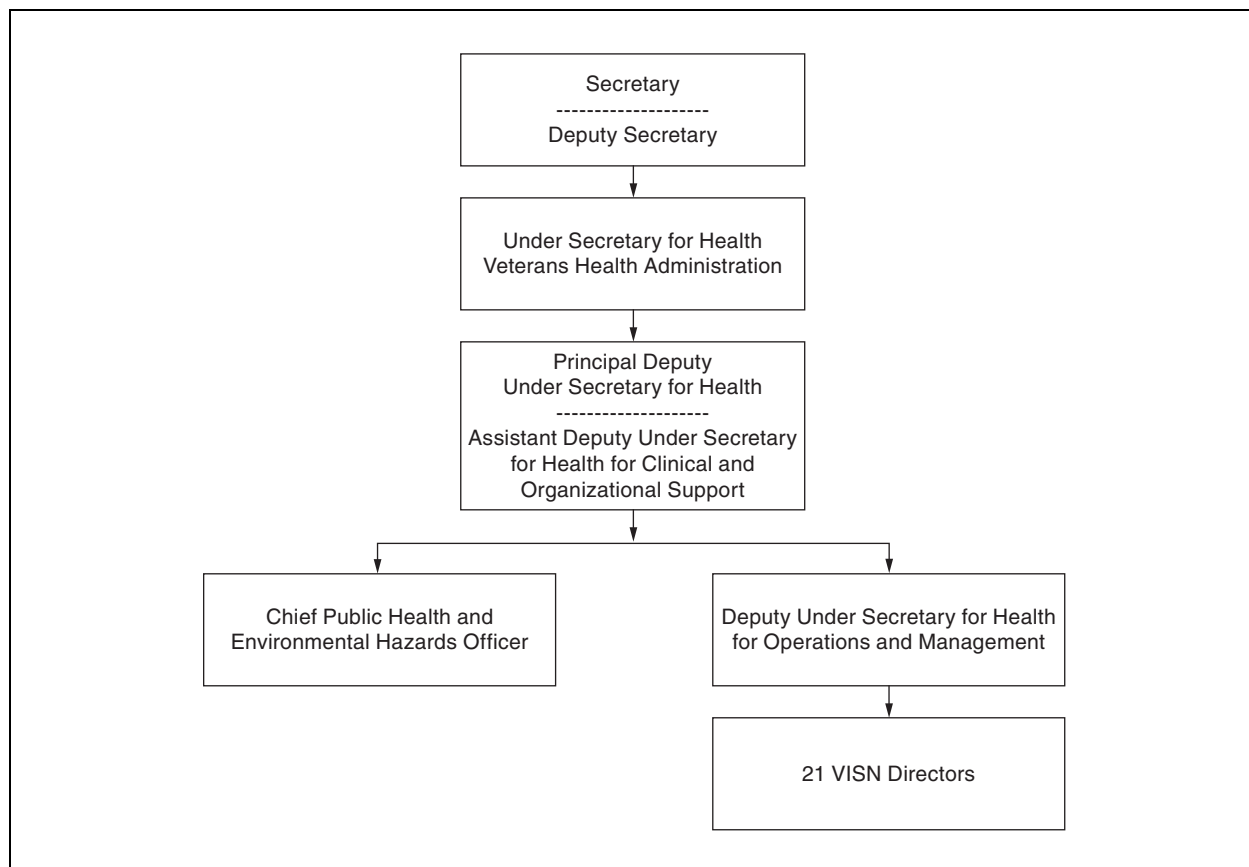 Secretary
---------------------
Deputy Secretary
Under Secretary for Health
Veterans Health Administration
Principal Deputy
Under Secretary for Health
---------------------
Assistant Deputy Under Secretary
for Health for Clinical and
Organizational Support
Chief Public Health and
Environmental Hazards Officer
Deputy Under Secretary for Health
for Operations and Management
21 VISN Directors